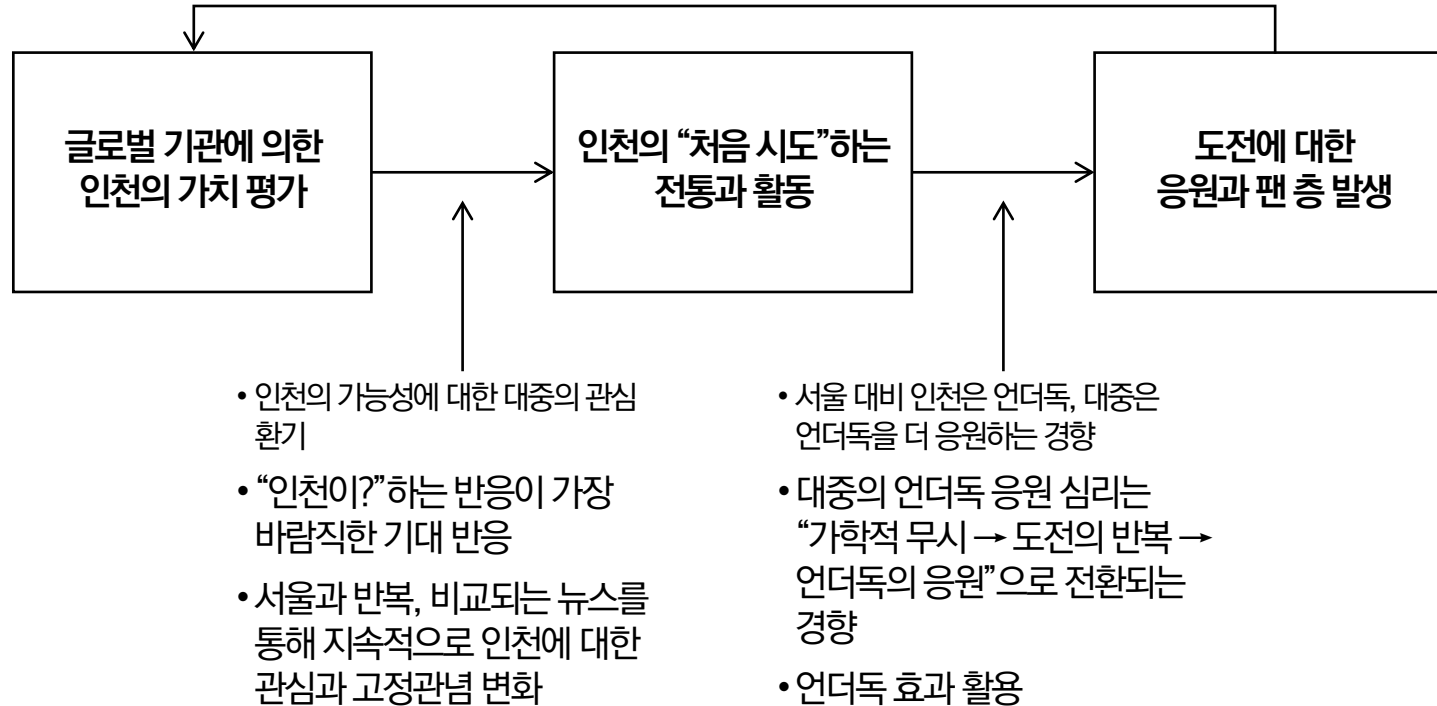 글로벌 기관에 의한
인천의 가치 평가
인천의 “처음 시도”하는
전통과 활동
도전에 대한
응원과 팬 층 발생
• 인천의 가능성에 대한 대중의 관심
환기
• “인천이?”하는 반응이 가장
바람직한 기대 반응
• 서울과 반복, 비교되는 뉴스를
통해 지속적으로 인천에 대한
관심과 고정관념 변화
• 서울 대비 인천은 언더독, 대중은
언더독을 더 응원하는 경향
• 대중의 언더독 응원 심리는
“가학적 무시 → 도전의 반복 →
언더독의 응원”으로 전환되는
경향
• 언더독 효과 활용